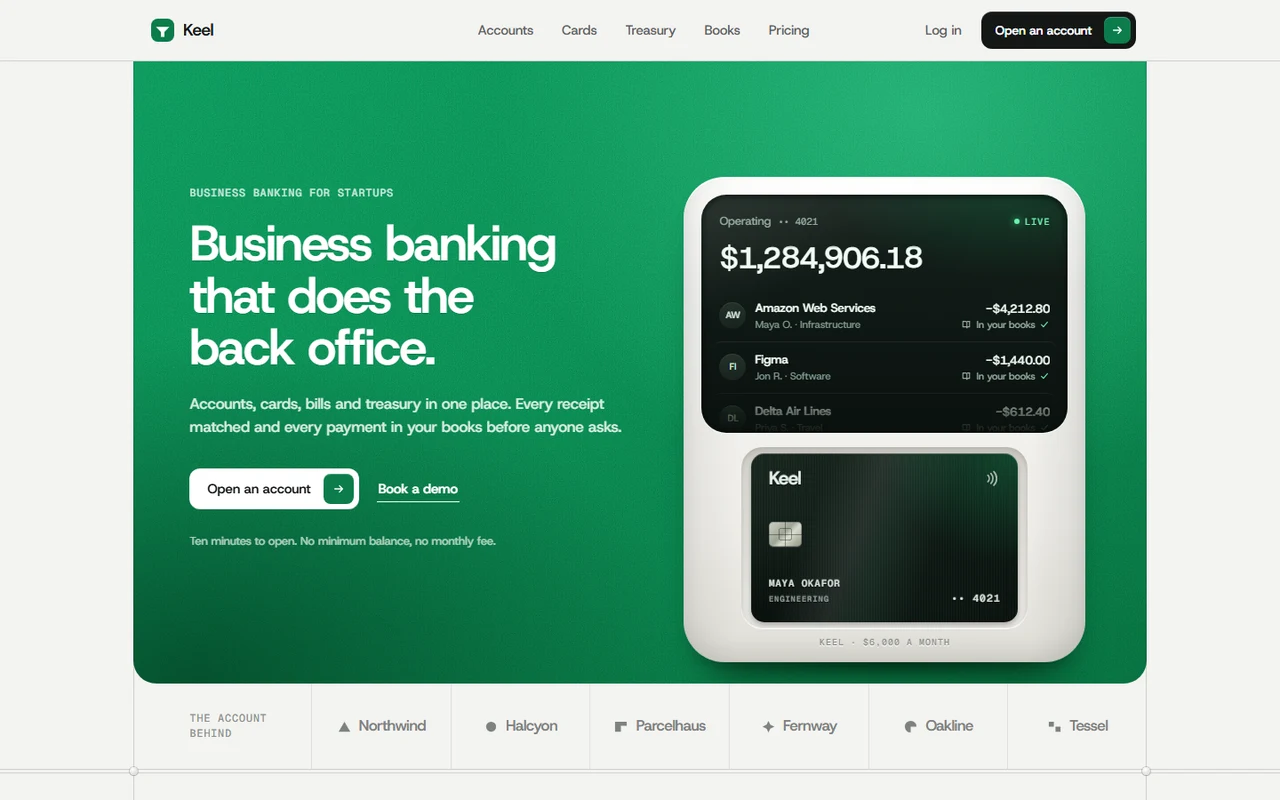 Keel
Accounts
Cards
Treasury
Books
Pricing
Log in
Open an account
BUSINESS BANKING FOR STARTUPS
Business banking
that does the
back office.
Accounts, cards, bills and treasury in one place. Every receipt
matched and every payment in your books before anyone asks.
Open an account
Book a demo
Ten minutes to open. No minimum balance, no monthly fee.
Operating ·· 4021
LIVE
$1,284,906.18
AW
Amazon Web Services
−$4,212.80
Maya O. · Infrastructure
In your books
FI
Figma
−$1,440.00
Jon R. · Software
In your books
DL
Delta Air Lines
−$612.40
Priya S. · Travel
In your books
Keel
MAYA OKAFOR
ENGINEERING
·· 4021
KEEL · $6,000 A MONTH
THE ACCOUNT
BEHIND
Northwind
Halcyon
Parcelhaus
Fernway
Oakline
Tessel